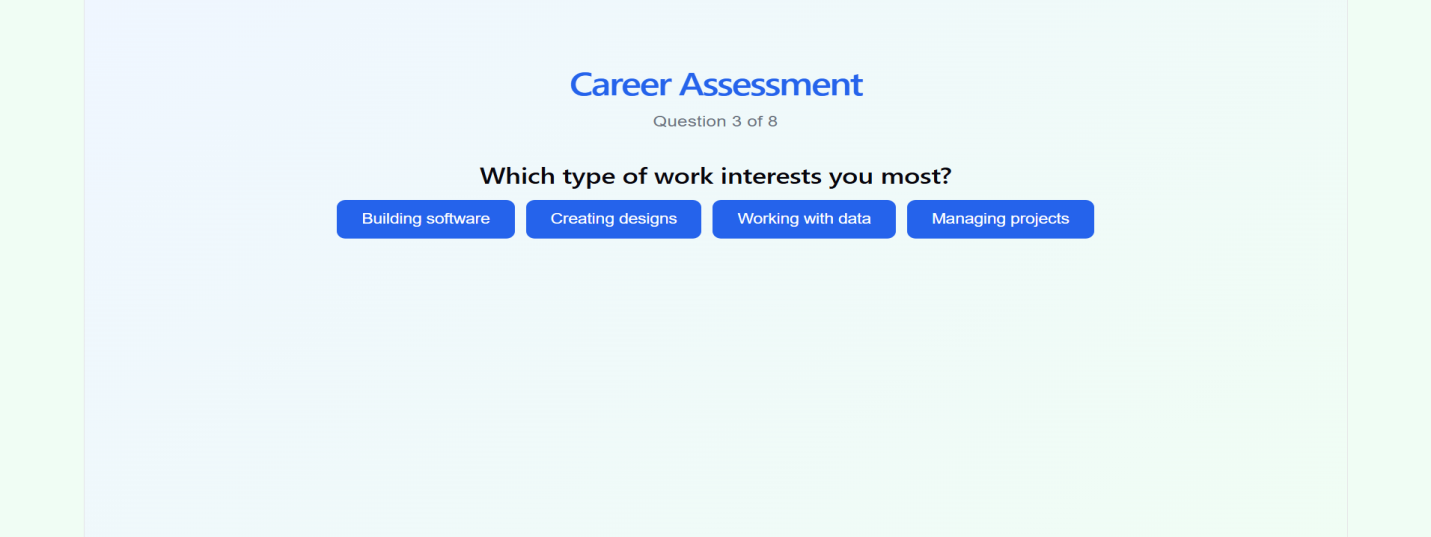 Career Assessment
Question 3 of 8
Which type of work interests you most?
Building software
Creating designs
Working with data
Managing projects